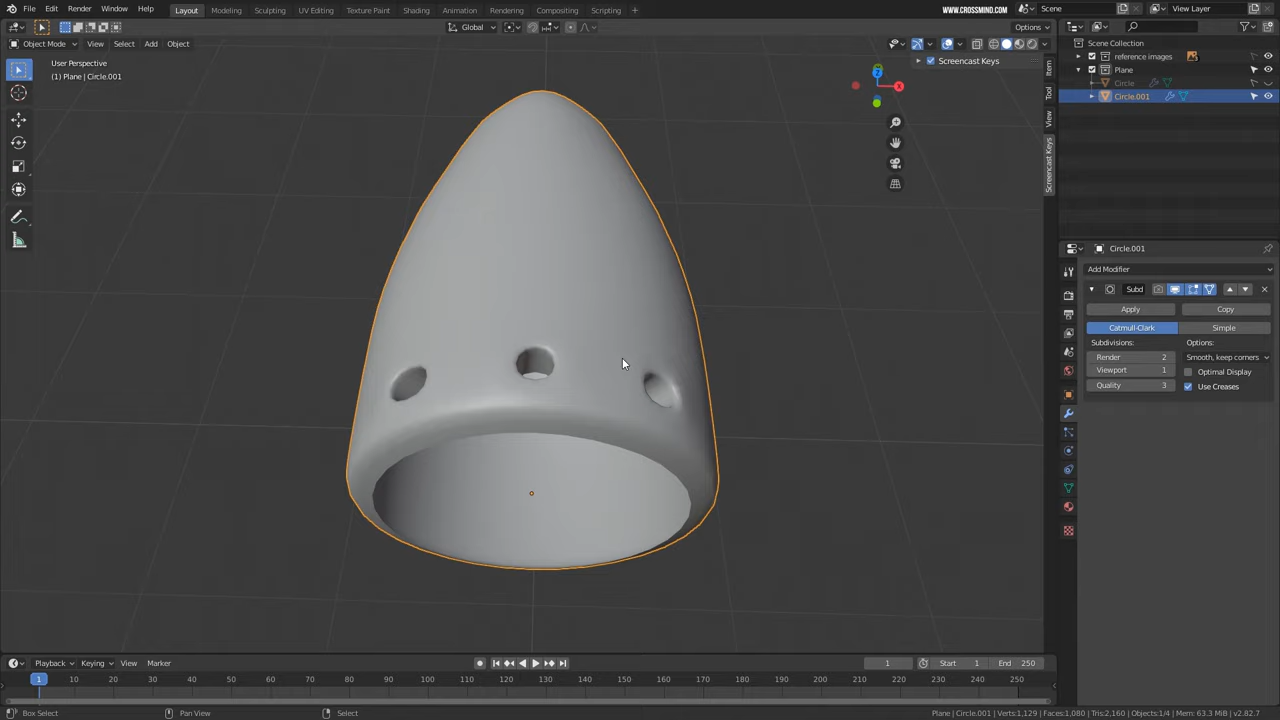 File Edit Render Window Help Layout Modeling Sculpting UV Editing Texture Paint Shading Animation Rendering Compositing Scripting + WWW.CROSSMIND.COM Scene View Layer
Global Options
Object Mode View Select Add Object
User Perspective
(1) Plane | Circle.001
Screencast Keys
Z
X
Item
Tool
View
Screencast Keys
Scene Collection
reference images
Plane
Circle
Circle.001
Circle.001
Add Modifier
Subd
Apply Copy
Catmull-Clark Simple
Subdivisions: Options:
Render 2 Smooth, keep corners
Viewport 1 Optimal Display
Quality 3 Use Creases
Playback Keying View Marker 1 Start 1 End 250
1 10 20 30 40 50 60 70 80 90 100 110 120 130 140 150 160 170 180 190 200 210 220 230 240 250
Box Select Pan View Select Plane | Circle.001 | Verts:1,129 | Faces:1,080 | Tris:2,160 | Objects:1/4 | Mem: 63.3 MiB | v2.82.7